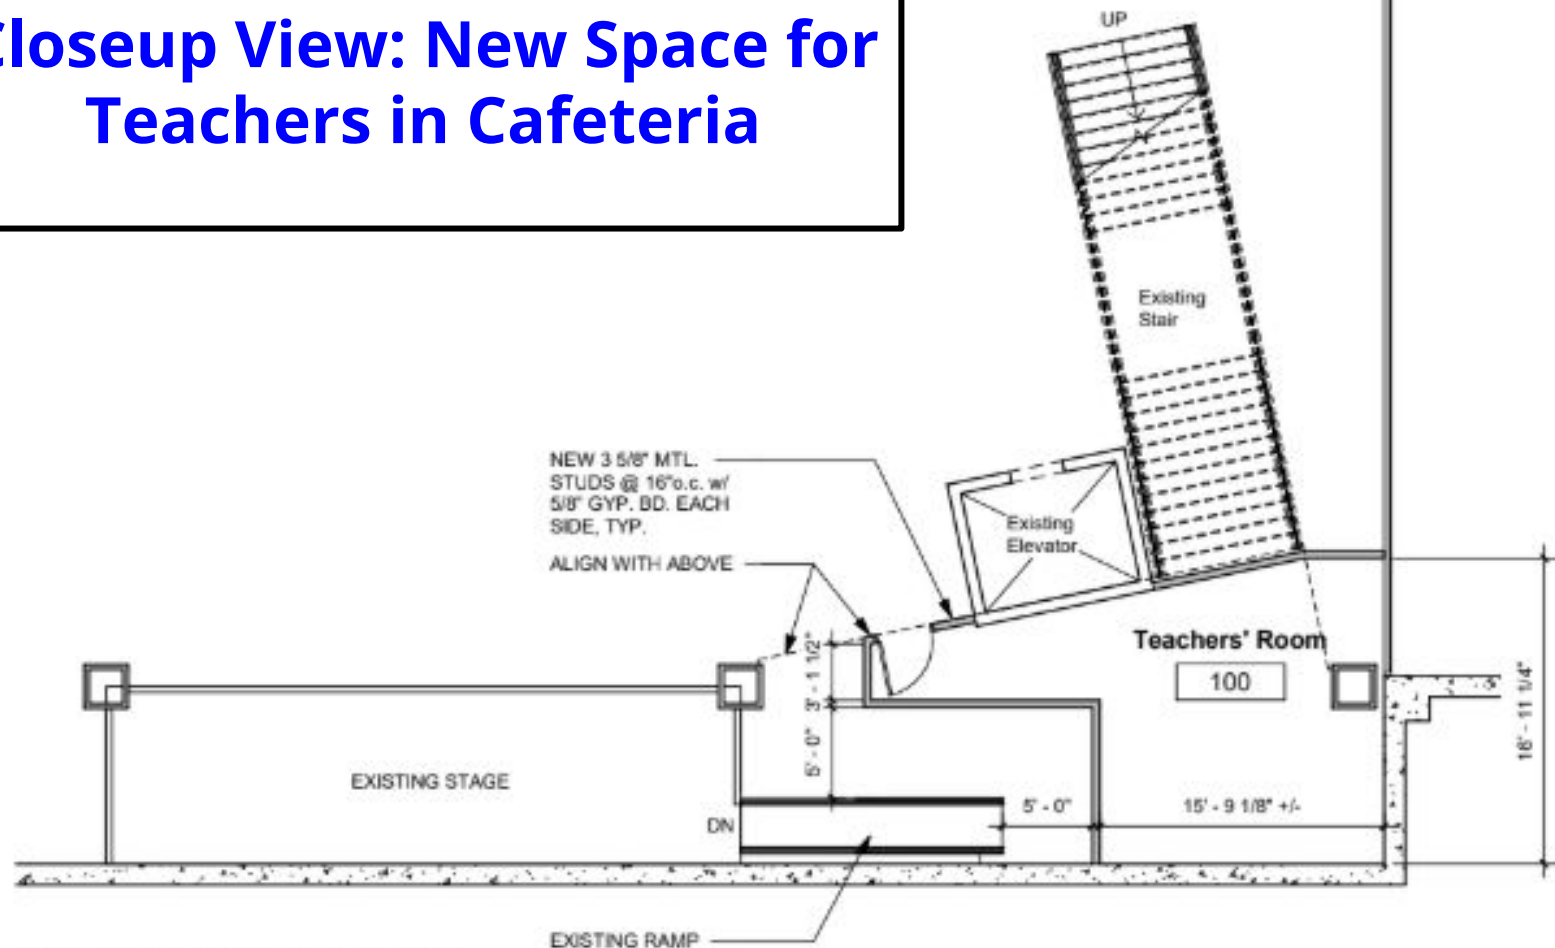 Closeup View: New Space for
Teachers in Cafeteria
UP
Existing
Stair
NEW 3 5/8" MTL.
STUDS @ 16"o.c. w/
5/8" GYP. BD. EACH
SIDE, TYP.
ALIGN WITH ABOVE
Existing
Elevator
Teachers' Room
100
3' - 1 1/2"
5' - 0"
16' - 11 1/4"
EXISTING STAGE
DN
5' - 0"
15' - 9 1/8" +/-
EXISTING RAMP